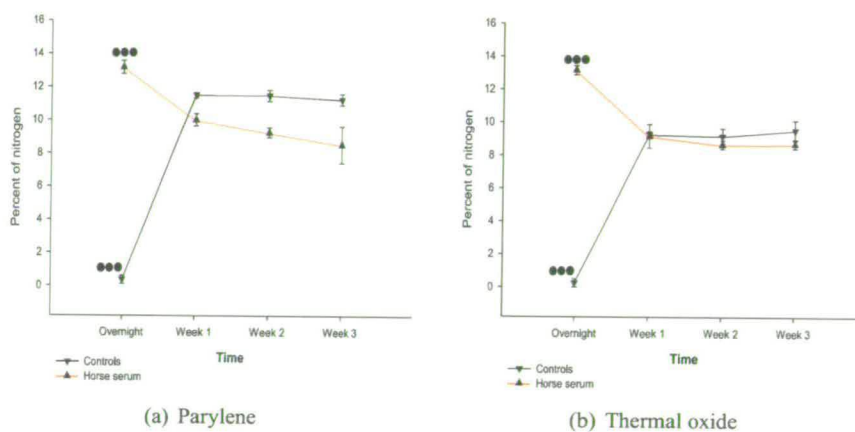 16
14
12
10
8
6
4
2
0
Percent of nitrogen
Overnight Week 1 Week 2 Week 3
Time
Controls
Horse serum
(a) Parylene
16
14
12
10
8
6
4
2
0
Percent of nitrogen
Overnight Week 1 Week 2 Week 3
Time
Controls
Horse serum
(b) Thermal oxide